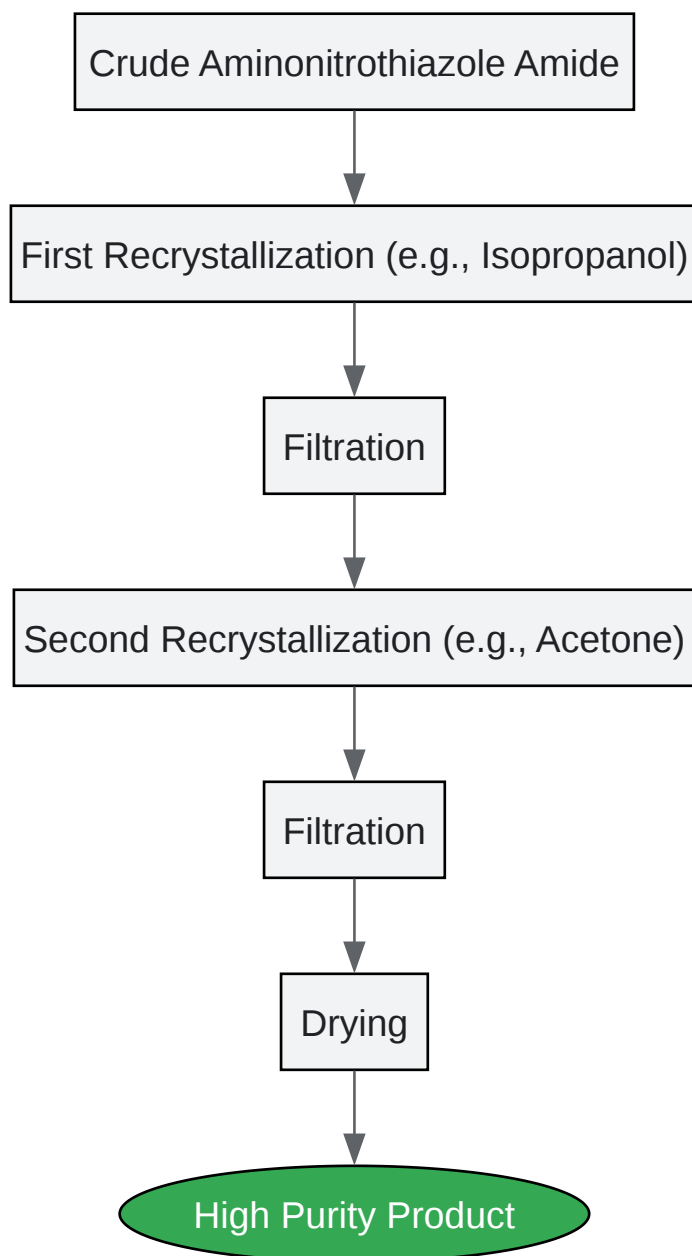 Crude Aminonitrothiazole Amide
First Recrystallization (e.g., Isopropanol)
Filtration
Second Recrystallization (e.g., Acetone)
Filtration
Drying
High Purity Product